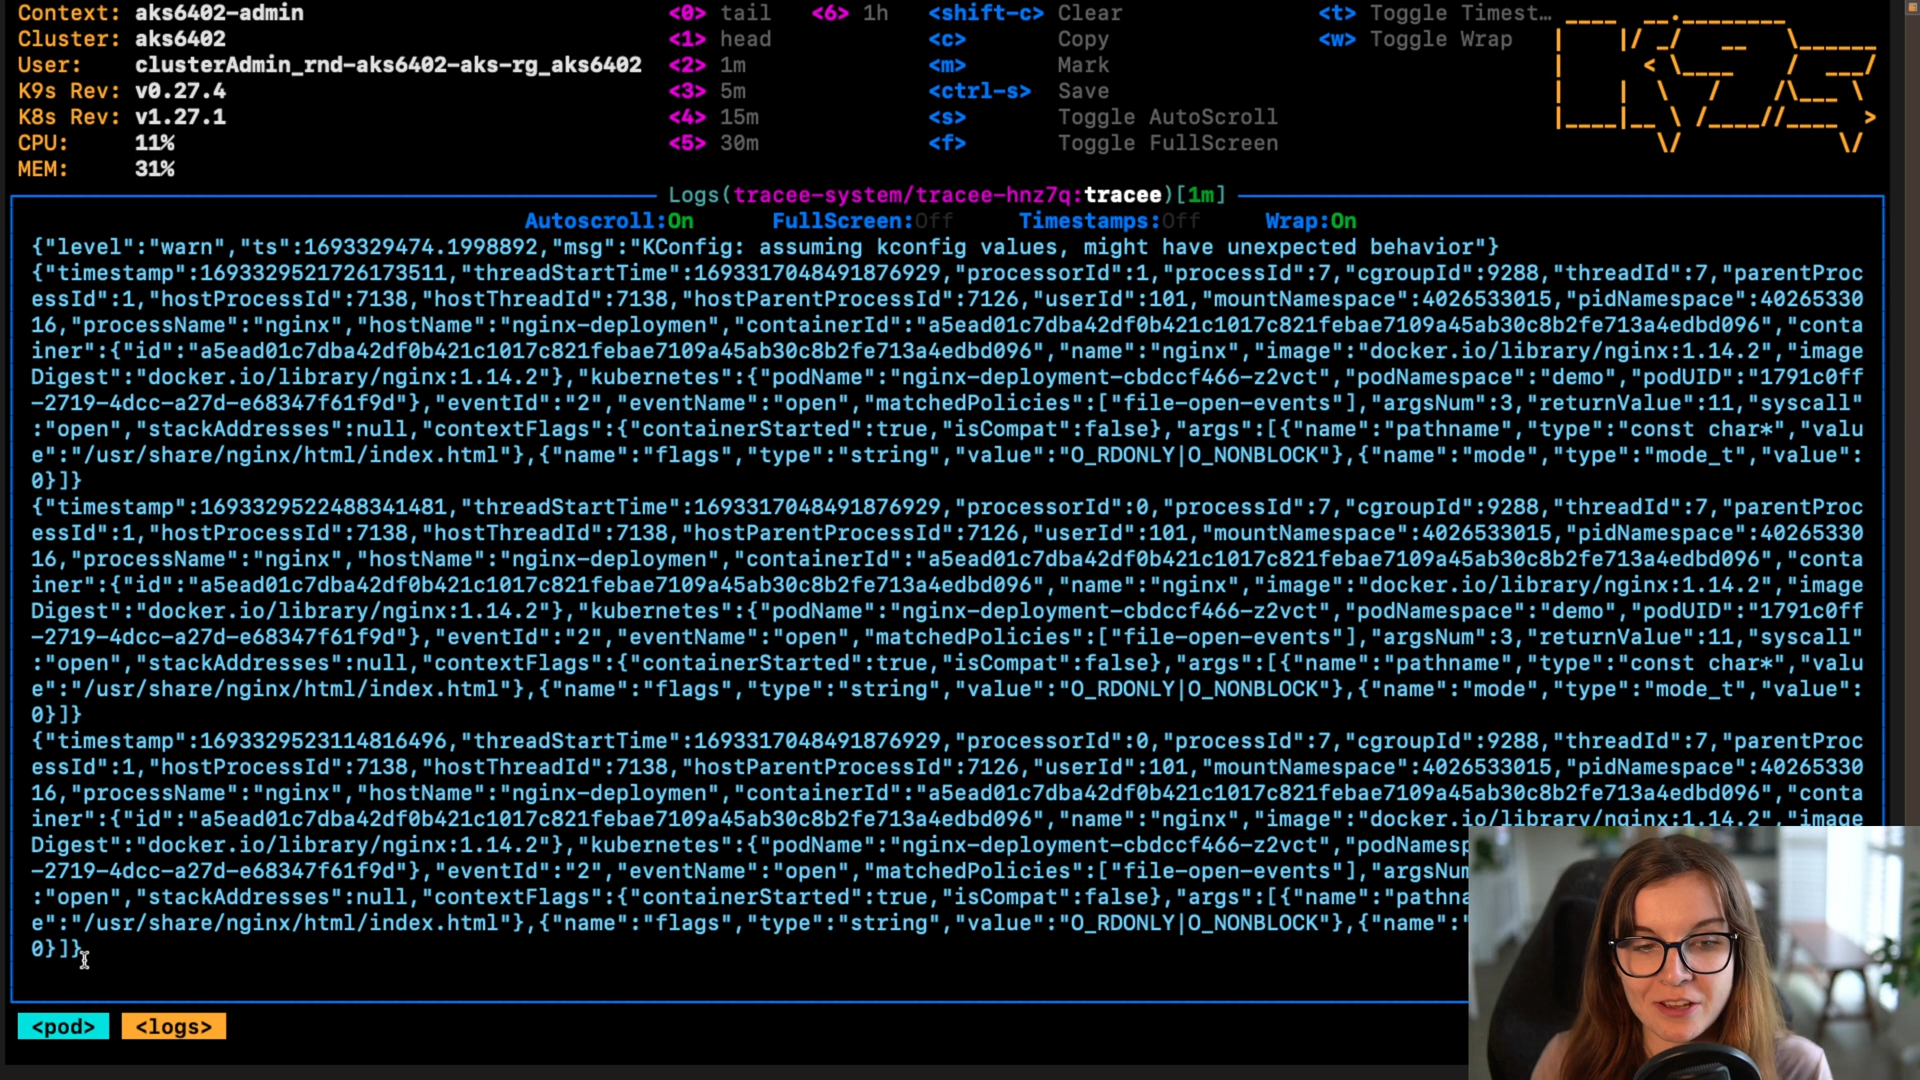 Context: aks6402-admin <0> tail <6> 1h <shift-c> Clear <t> Toggle Timest…
Cluster: aks6402 <1> head <c> Copy <w> Toggle Wrap
User: clusterAdmin_rnd-aks6402-aks-rg_aks6402 <2> 1m <m> Mark
K9s Rev: v0.27.4 <3> 5m <ctrl-s> Save
K8s Rev: v1.27.1 <4> 15m <s> Toggle AutoScroll
CPU: 11% <5> 30m <f> Toggle FullScreen
MEM: 31%
Logs(tracee-system/tracee-hnz7q:tracee)[1m]
Autoscroll:On FullScreen:Off Timestamps:Off Wrap:On
{"level":"warn","ts":1693329474.1998892,"msg":"KConfig: assuming kconfig values, might have unexpected behavior"}
{"timestamp":1693329521726173511,"threadStartTime":1693317048491876929,"processorId":1,"processId":7,"cgroupId":9288,"threadId":7,"parentProc
essId":1,"hostProcessId":7138,"hostThreadId":7138,"hostParentProcessId":7126,"userId":101,"mountNamespace":4026533015,"pidNamespace":40265330
16,"processName":"nginx","hostName":"nginx-deploymen","containerId":"a5ead01c7dba42df0b421c1017c821febae7109a45ab30c8b2fe713a4edbd096","conta
iner":{"id":"a5ead01c7dba42df0b421c1017c821febae7109a45ab30c8b2fe713a4edbd096","name":"nginx","image":"docker.io/library/nginx:1.14.2","image
Digest":"docker.io/library/nginx:1.14.2"},"kubernetes":{"podName":"nginx-deployment-cbdccf466-z2vct","podNamespace":"demo","podUID":"1791c0ff
-2719-4dcc-a27d-e68347f61f9d"},"eventId":"2","eventName":"open","matchedPolicies":["file-open-events"],"argsNum":3,"returnValue":11,"syscall"
:"open","stackAddresses":null,"contextFlags":{"containerStarted":true,"isCompat":false},"args":[{"name":"pathname","type":"const char*","valu
e":"/usr/share/nginx/html/index.html"},{"name":"flags","type":"string","value":"O_RDONLY|O_NONBLOCK"},{"name":"mode","type":"mode_t","value":
0}]}
{"timestamp":1693329522488341481,"threadStartTime":1693317048491876929,"processorId":0,"processId":7,"cgroupId":9288,"threadId":7,"parentProc
essId":1,"hostProcessId":7138,"hostThreadId":7138,"hostParentProcessId":7126,"userId":101,"mountNamespace":4026533015,"pidNamespace":40265330
16,"processName":"nginx","hostName":"nginx-deploymen","containerId":"a5ead01c7dba42df0b421c1017c821febae7109a45ab30c8b2fe713a4edbd096","conta
iner":{"id":"a5ead01c7dba42df0b421c1017c821febae7109a45ab30c8b2fe713a4edbd096","name":"nginx","image":"docker.io/library/nginx:1.14.2","image
Digest":"docker.io/library/nginx:1.14.2"},"kubernetes":{"podName":"nginx-deployment-cbdccf466-z2vct","podNamespace":"demo","podUID":"1791c0ff
-2719-4dcc-a27d-e68347f61f9d"},"eventId":"2","eventName":"open","matchedPolicies":["file-open-events"],"argsNum":3,"returnValue":11,"syscall"
:"open","stackAddresses":null,"contextFlags":{"containerStarted":true,"isCompat":false},"args":[{"name":"pathname","type":"const char*","valu
e":"/usr/share/nginx/html/index.html"},{"name":"flags","type":"string","value":"O_RDONLY|O_NONBLOCK"},{"name":"mode","type":"mode_t","value":
0}]}
{"timestamp":1693329523114816496,"threadStartTime":1693317048491876929,"processorId":0,"processId":7,"cgroupId":9288,"threadId":7,"parentProc
essId":1,"hostProcessId":7138,"hostThreadId":7138,"hostParentProcessId":7126,"userId":101,"mountNamespace":4026533015,"pidNamespace":40265330
16,"processName":"nginx","hostName":"nginx-deploymen","containerId":"a5ead01c7dba42df0b421c1017c821febae7109a45ab30c8b2fe713a4edbd096","conta
iner":{"id":"a5ead01c7dba42df0b421c1017c821febae7109a45ab30c8b2fe713a4edbd096","name":"nginx","image":"docker.io/library/nginx:1.14.2","image
Digest":"docker.io/library/nginx:1.14.2"},"kubernetes":{"podName":"nginx-deployment-cbdccf466-z2vct","podNamesp
-2719-4dcc-a27d-e68347f61f9d"},"eventId":"2","eventName":"open","matchedPolicies":["file-open-events"],"argsNum
:"open","stackAddresses":null,"contextFlags":{"containerStarted":true,"isCompat":false},"args":[{"name":"pathna
e":"/usr/share/nginx/html/index.html"},{"name":"flags","type":"string","value":"O_RDONLY|O_NONBLOCK"},{"name":"
0}]}
<pod> <logs>